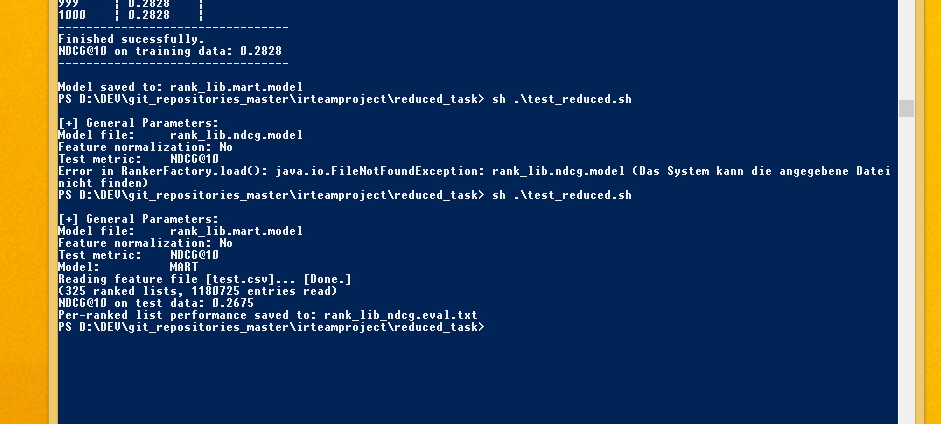 999 | 0.2828 |
1000 | 0.2828 |
---------------------------------
Finished sucessfully.
NDCG@10 on training data: 0.2828
---------------------------------
Model saved to: rank_lib.mart.model
PS D:\DEV\git_repositories_master\irteamproject\reduced_task> sh .\test_reduced.sh
[+] General Parameters:
Model file: rank_lib.ndcg.model
Feature normalization: No
Test metric: NDCG@10
Error in RankerFactory.load(): java.io.FileNotFoundException: rank_lib.ndcg.model (Das System kann die angegebene Datei
nicht finden)
PS D:\DEV\git_repositories_master\irteamproject\reduced_task> sh .\test_reduced.sh
[+] General Parameters:
Model file: rank_lib.mart.model
Feature normalization: No
Test metric: NDCG@10
Model: MART
Reading feature file [test.csv]... [Done.]
(325 ranked lists, 1180725 entries read)
NDCG@10 on test data: 0.2675
Per-ranked list performance saved to: rank_lib_ndcg.eval.txt
PS D:\DEV\git_repositories_master\irteamproject\reduced_task>